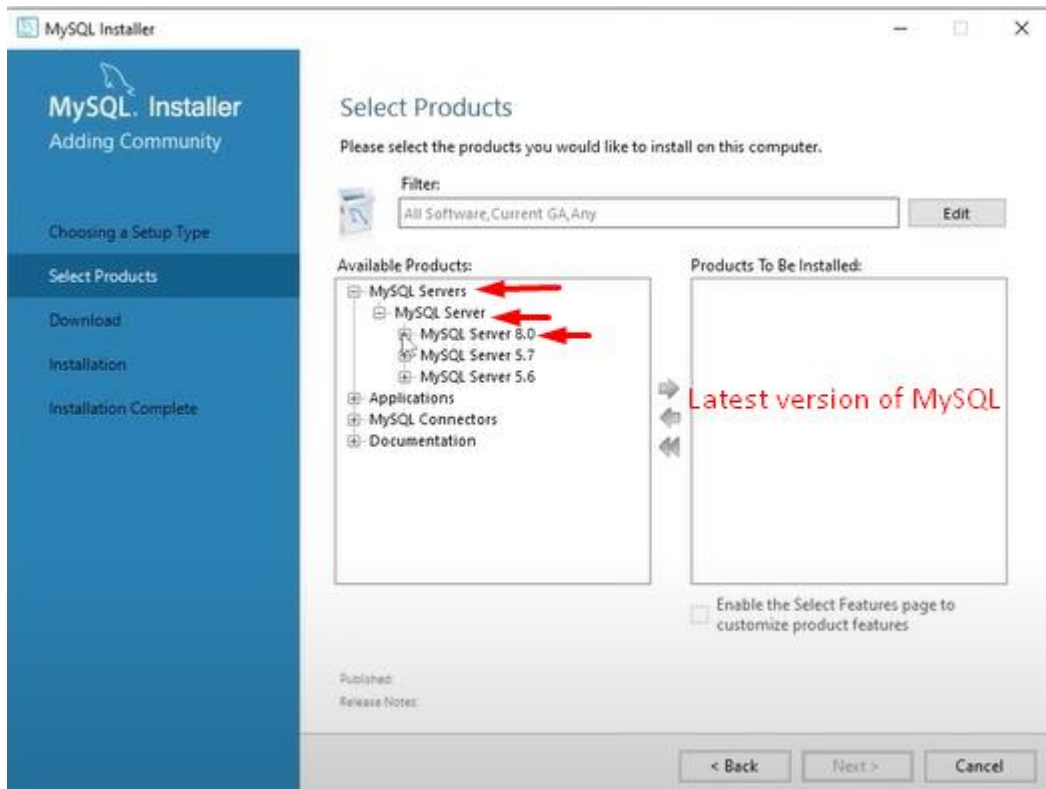 MySQL Installer
MySQL. Installer
Adding Community
Choosing a Setup Type
Select Products
Download
Installation
Installation Complete
Select Products
Please select the products you would like to install on this computer.
Filter:
All Software,Current GA,Any
Edit
Available Products:
MySQL Servers
MySQL Server
MySQL Server 8.0
MySQL Server 5.7
MySQL Server 5.6
Applications
MySQL Connectors
Documentation
Products To Be Installed:
Latest version of MySQL
Enable the Select Features page to
customize product features
Published:
Release Notes:
< Back
Next >
Cancel